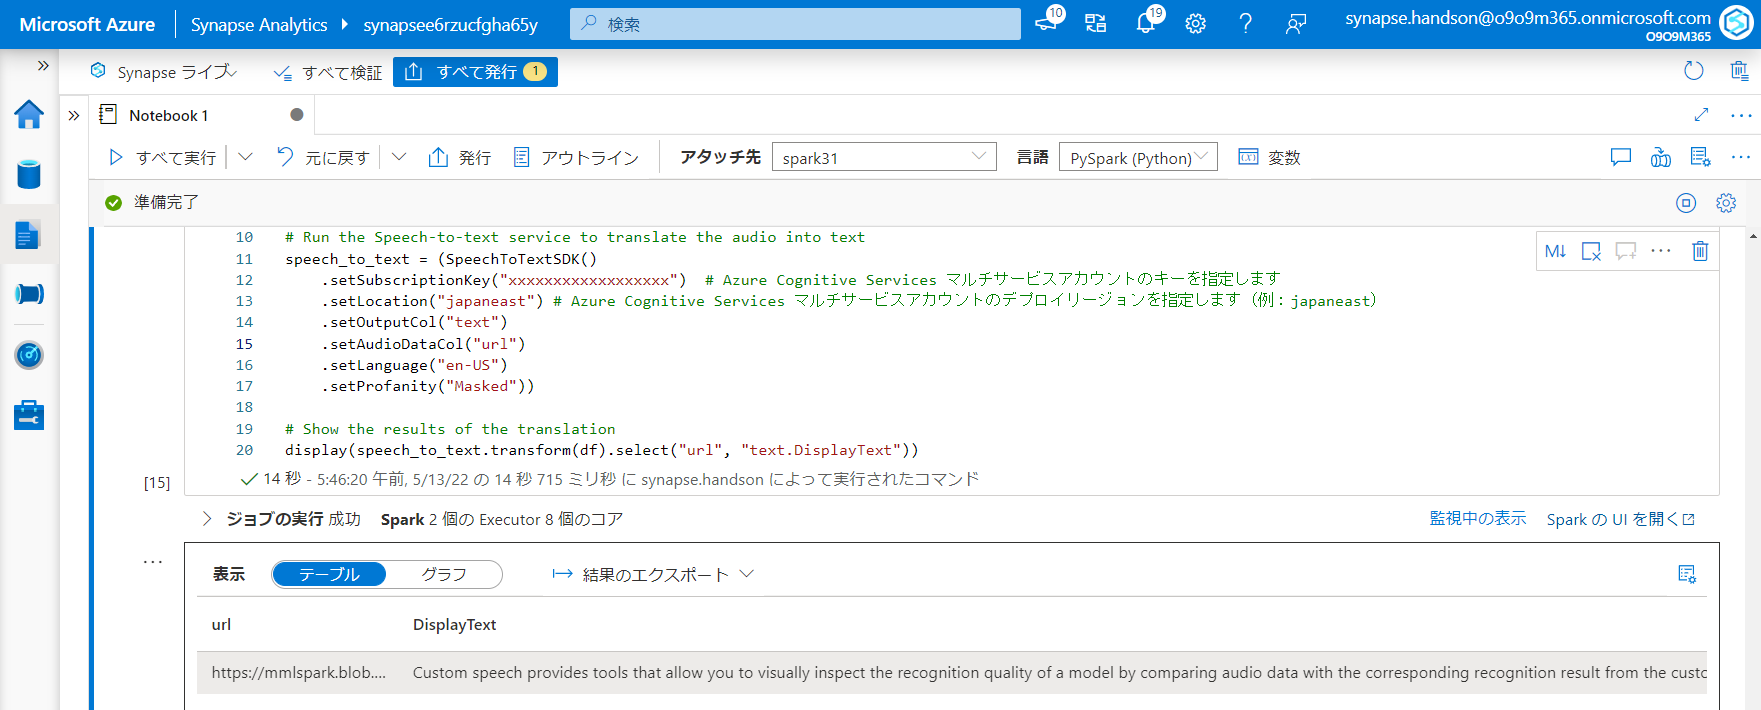 Microsoft Azure Synapse Analytics synapsee6rzucfgha65y 検索 10 19 synapse.handson@o9o9m365.onmicrosoft.com
O9O9M365
Synapse ライブ すべて検証 すべて発行 1
Notebook 1
すべて実行 元に戻す 発行 アウトライン アタッチ先 spark31 言語 PySpark (Python) 変数
準備完了
10 # Run the Speech-to-text service to translate the audio into text
11 speech_to_text = (SpeechToTextSDK()
12 .setSubscriptionKey("xxxxxxxxxxxxxxxxxx") # Azure Cognitive Services マルチサービスアカウントのキーを指定します
13 .setLocation("japaneast") # Azure Cognitive Services マルチサービスアカウントのデプロイリージョンを指定します（例：japaneast）
14 .setOutputCol("text")
15 .setAudioDataCol("url")
16 .setLanguage("en-US")
17 .setProfanity("Masked"))
18
19 # Show the results of the translation
20 display(speech_to_text.transform(df).select("url", "text.DisplayText"))
[15] 14 秒 - 5:46:20 午前, 5/13/22 の 14 秒 715 ミリ秒 に synapse.handson によって実行されたコマンド
ジョブの実行 成功 Spark 2 個の Executor 8 個のコア 監視中の表示 Spark の UI を開く
表示 テーブル グラフ 結果のエクスポート
url DisplayText
https://mmlspark.blob.... Custom speech provides tools that allow you to visually inspect the recognition quality of a model by comparing audio data with the corresponding recognition result from the custo